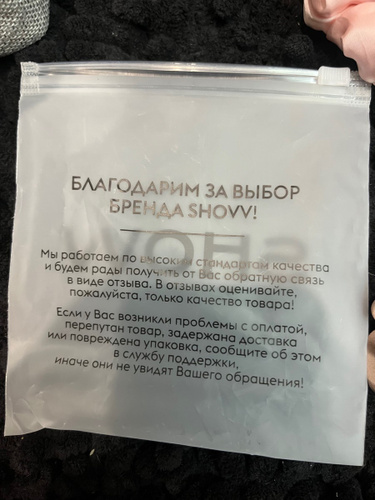 БЛАГОДАРИМ ЗА ВЫБОР
БРЕНДА SHOVV!
Мы работаем по высоким стандартам качества
и будем рады получить от Вас обратную связь
в виде отзыва. В отзывах оценивайте,
пожалуйста, только качество товара!
Если у Вас возникли проблемы с оплатой,
перепутан товар, задержана доставка
или повреждена упаковка, сообщите об этом
в службу поддержки,
иначе они не увидят Вашего обращения!